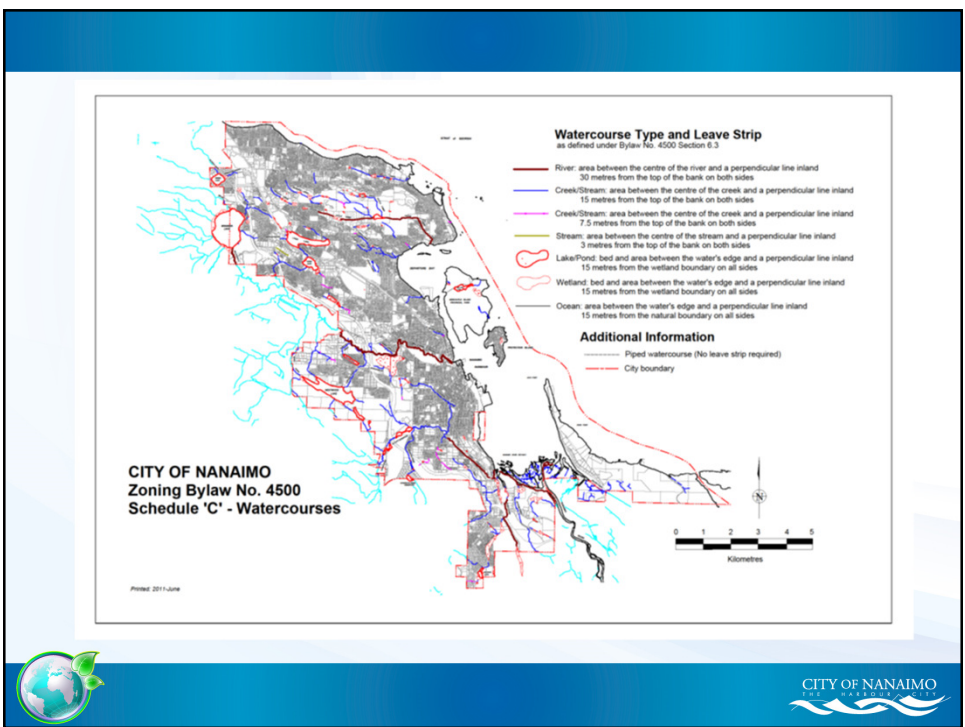 Watercourse Type and Leave Strip
as defined under Bylaw No. 4500 Section 6.3
River: area between the centre of the river and a perpendicular line inland
30 metres from the top of the bank on both sides
Creek/Stream: area between the centre of the creek and a perpendicular line inland
15 metres from the top of the bank on both sides
Creek/Stream: area between the centre of the creek and a perpendicular line inland
7.5 metres from the top of the bank on both sides
Stream: area between the centre of the stream and a perpendicular line inland
3 metres from the top of the bank on both sides
Lake/Pond: bed and area between the water's edge and a perpendicular line inland
15 metres from the wetland boundary on all sides
Wetland: bed and area between the water's edge and a perpendicular line inland
15 metres from the wetland boundary on all sides
Ocean: area between the water's edge and a perpendicular line inland
15 metres from the natural boundary on all sides
Additional Information
Piped watercourse (No leave strip required)
City boundary
CITY OF NANAIMO
Zoning Bylaw No. 4500
Schedule 'C' - Watercourses
N
0 1 2 3 4 5
Kilometres
Printed: 2011-June
CITY OF NANAIMO
THE HARBOUR CITY